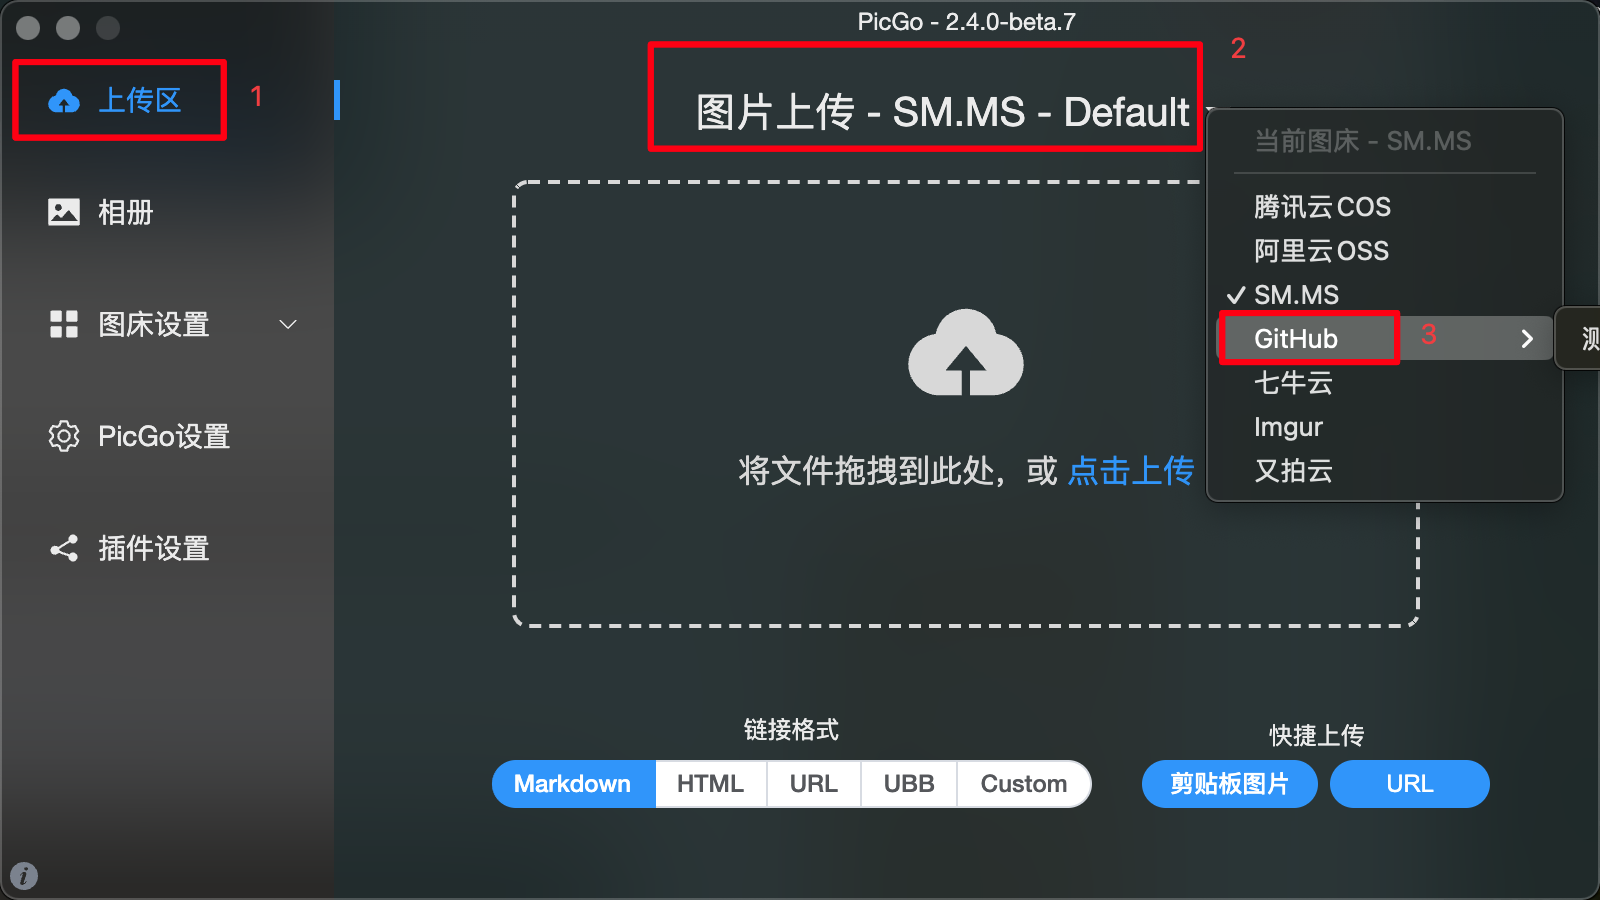 PicGo - 2.4.0-beta.7
上传区
1
相册
图床设置
PicGo设置
插件设置
图片上传 - SM.MS - Default
2
当前图床 - SM.MS
腾讯云COS
阿里云OSS
SM.MS
GitHub
3
测
七牛云
Imgur
又拍云
将文件拖拽到此处，或 点击上传
链接格式
Markdown
HTML
URL
UBB
Custom
快捷上传
剪贴板图片
URL
i